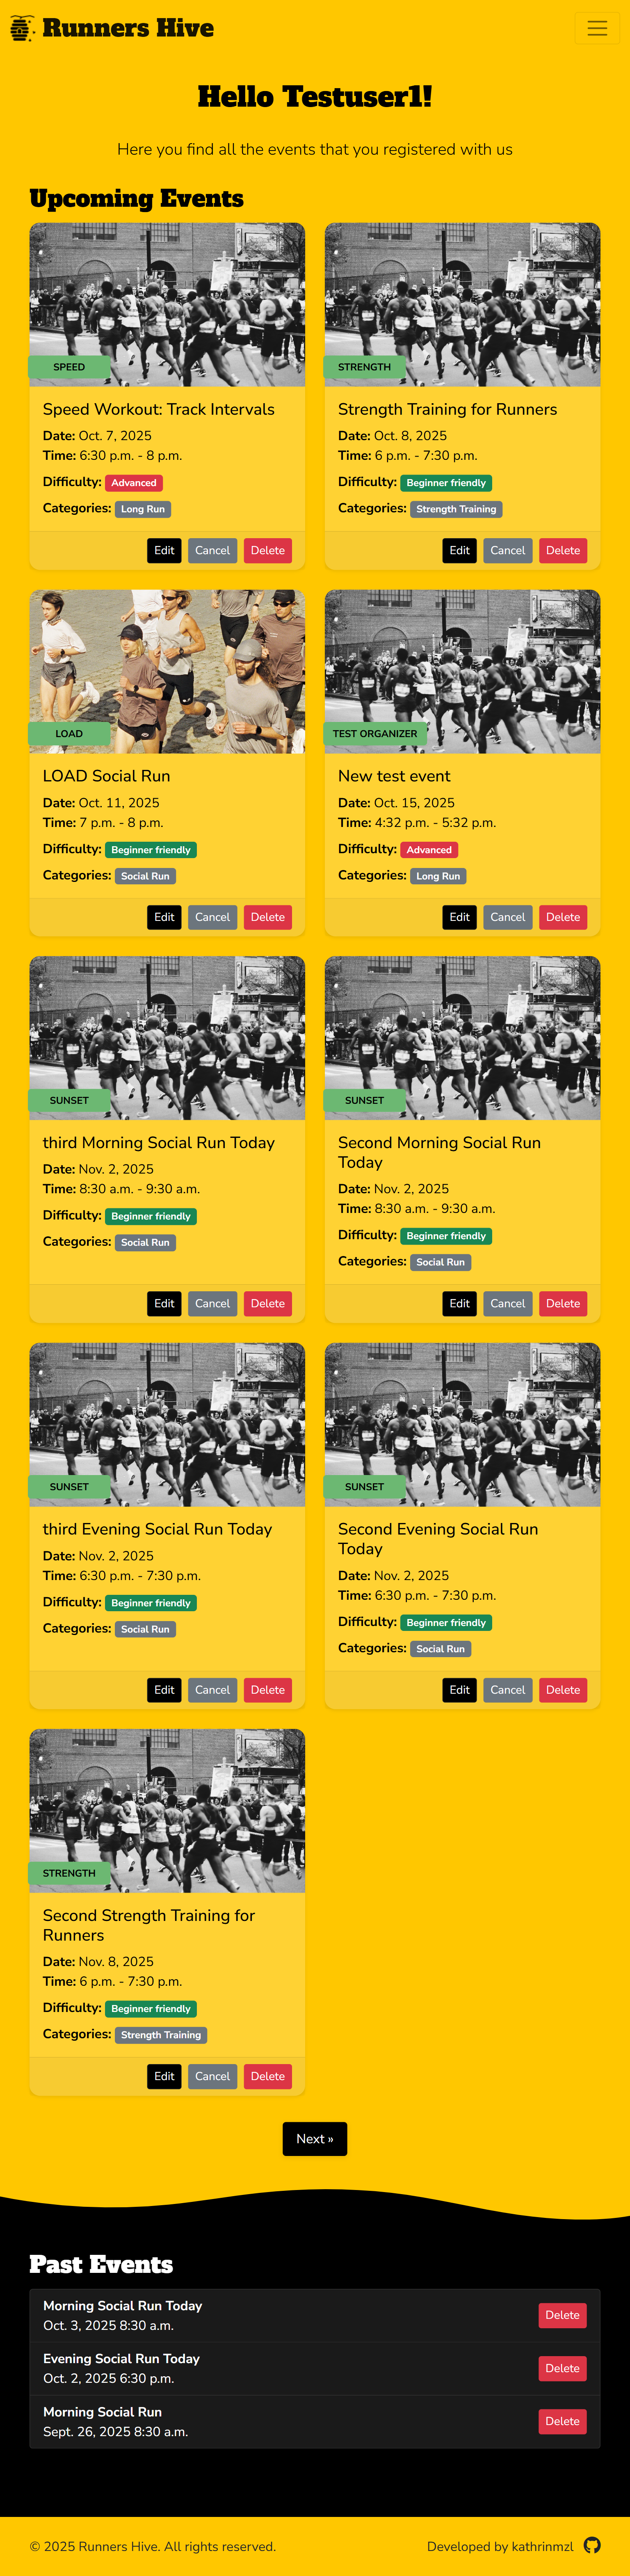 Runners Hive
Hello Testuser1!
Here you find all the events that you registered with us
Upcoming Events
SPEED
Speed Workout: Track Intervals
Date: Oct. 7, 2025
Time: 6:30 p.m. - 8 p.m.
Difficulty: Advanced
Categories: Long Run
Edit Cancel Delete
STRENGTH
Strength Training for Runners
Date: Oct. 8, 2025
Time: 6 p.m. - 7:30 p.m.
Difficulty: Beginner friendly
Categories: Strength Training
Edit Cancel Delete
LOAD
LOAD Social Run
Date: Oct. 11, 2025
Time: 7 p.m. - 8 p.m.
Difficulty: Beginner friendly
Categories: Social Run
Edit Cancel Delete
TEST ORGANIZER
New test event
Date: Oct. 15, 2025
Time: 4:32 p.m. - 5:32 p.m.
Difficulty: Advanced
Categories: Long Run
Edit Cancel Delete
SUNSET
third Morning Social Run Today
Date: Nov. 2, 2025
Time: 8:30 a.m. - 9:30 a.m.
Difficulty: Beginner friendly
Categories: Social Run
Edit Cancel Delete
SUNSET
Second Morning Social Run
Today
Date: Nov. 2, 2025
Time: 8:30 a.m. - 9:30 a.m.
Difficulty: Beginner friendly
Categories: Social Run
Edit Cancel Delete
SUNSET
third Evening Social Run Today
Date: Nov. 2, 2025
Time: 6:30 p.m. - 7:30 p.m.
Difficulty: Beginner friendly
Categories: Social Run
Edit Cancel Delete
SUNSET
Second Evening Social Run
Today
Date: Nov. 2, 2025
Time: 6:30 p.m. - 7:30 p.m.
Difficulty: Beginner friendly
Categories: Social Run
Edit Cancel Delete
STRENGTH
Second Strength Training for
Runners
Date: Nov. 8, 2025
Time: 6 p.m. - 7:30 p.m.
Difficulty: Beginner friendly
Categories: Strength Training
Edit Cancel Delete
Next »
Past Events
Morning Social Run Today
Oct. 3, 2025 8:30 a.m.
Delete
Evening Social Run Today
Oct. 2, 2025 6:30 p.m.
Delete
Morning Social Run
Sept. 26, 2025 8:30 a.m.
Delete
© 2025 Runners Hive. All rights reserved.
Developed by kathrinmzl